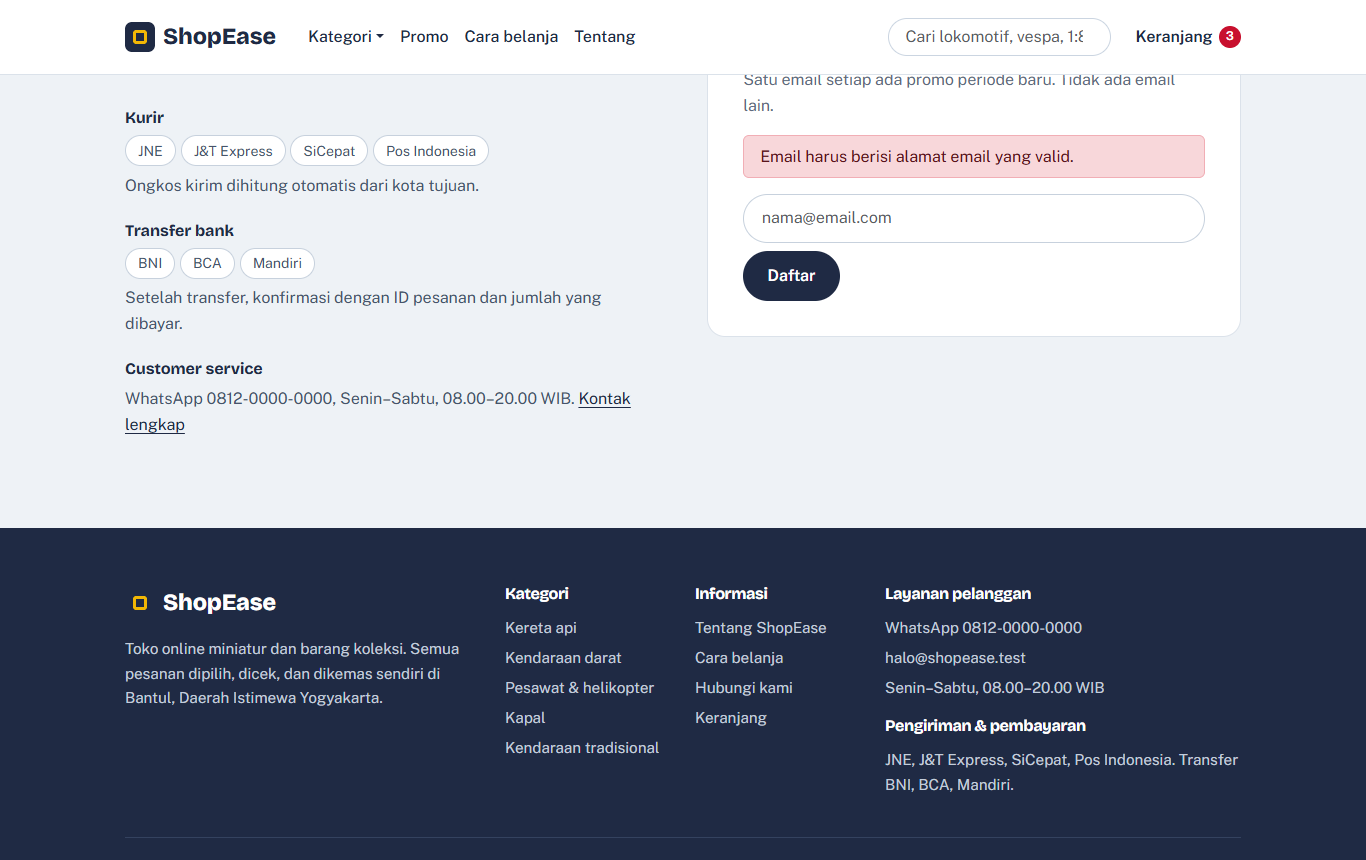 ShopEase
Kategori
Promo
Cara belanja
Tentang
Cari lokomotif, vespa, 1:8
Keranjang 3
Kurir
JNE
J&T Express
SiCepat
Pos Indonesia
Ongkos kirim dihitung otomatis dari kota tujuan.
Transfer bank
BNI
BCA
Mandiri
Setelah transfer, konfirmasi dengan ID pesanan dan jumlah yang
dibayar.
Customer service
WhatsApp 0812-0000-0000, Senin–Sabtu, 08.00–20.00 WIB. Kontak
lengkap
Satu email setiap ada promo periode baru. Tidak ada email
lain.
Email harus berisi alamat email yang valid.
nama@email.com
Daftar
ShopEase
Toko online miniatur dan barang koleksi. Semua
pesanan dipilih, dicek, dan dikemas sendiri di
Bantul, Daerah Istimewa Yogyakarta.
Kategori
Kereta api
Kendaraan darat
Pesawat & helikopter
Kapal
Kendaraan tradisional
Informasi
Tentang ShopEase
Cara belanja
Hubungi kami
Keranjang
Layanan pelanggan
WhatsApp 0812-0000-0000
halo@shopease.test
Senin–Sabtu, 08.00–20.00 WIB
Pengiriman & pembayaran
JNE, J&T Express, SiCepat, Pos Indonesia. Transfer
BNI, BCA, Mandiri.